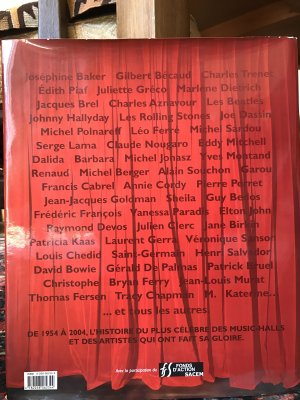 Joséphine Baker Gilbert Bécaud Charles Trenet
Édith Piaf Juliette Gréco Marlene Dietrich
Jacques Brel Charles Aznavour Les Beatles
Johnny Hallyday Les Rolling Stones Joe Dassin
Michel Polnareff Léo Ferré Michel Sardou
Serge Lama Claude Nougaro Eddy Mitchell
Dalida Barbara Michel Jonasz Yves Montand
Renaud Michel Berger Alain Souchon Garou
Francis Cabrel Annie Cordy Pierre Perret
Jean-Jacques Goldman Sheila Guy Bedos
Frédéric François Vanessa Paradis Elton John
Raymond Devos Julien Clerc Jane Birkin
Patricia Kaas Laurent Gerra Véronique Sanson
Louis Chedid Saint-Germain Henri Salvador
David Bowie Gérald De Palmas Patrick Bruel
Christophe Bryan Ferry Jean-Louis Murat
Thomas Fersen Tracy Chapman M. Katerine...
... et tous les autres
DE 1954 À 2004, L'HISTOIRE DU PLUS CÉLÈBRE DES MUSIC-HALLS
ET DES ARTISTES QUI ONT FAIT SA GLOIRE.
Avec la participation du
FONDS
D'ACTION
SACEM